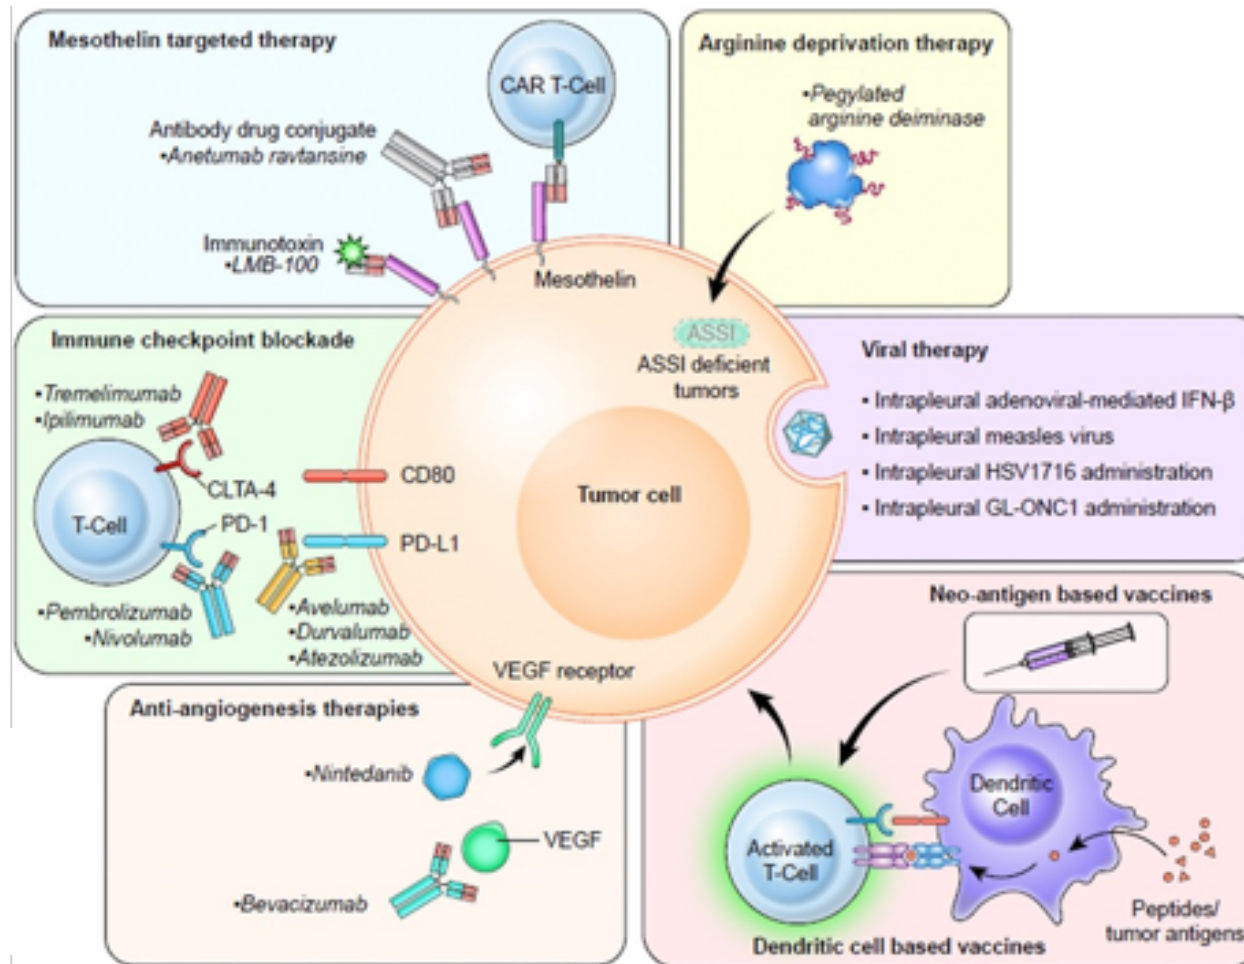 Mesothelin targeted therapy
CAR T-Cell
Antibody drug conjugate
•Anetumab ravtansine
Immunotoxin
•LMB-100
Mesothelin
Arginine deprivation therapy
•Pegylated
arginine deiminase
ASSI
ASSI deficient
tumors
Immune checkpoint blockade
•Tremelimumab
•Ipilimumab
CLTA-4
T-Cell
PD-1
CD80
PD-L1
•Pembrolizumab
•Nivolumab
•Avelumab
•Durvalumab
•Atezolizumab
Tumor cell
Viral therapy
• Intrapleural adenoviral-mediated IFN-β
• Intrapleural measles virus
• Intrapleural HSV1716 administration
• Intrapleural GL-ONC1 administration
VEGF receptor
Anti-angiogenesis therapies
•Nintedanib
VEGF
•Bevacizumab
Neo-antigen based vaccines
Dendritic
Cell
Activated
T-Cell
Peptides/
tumor antigens
Dendritic cell based vaccines